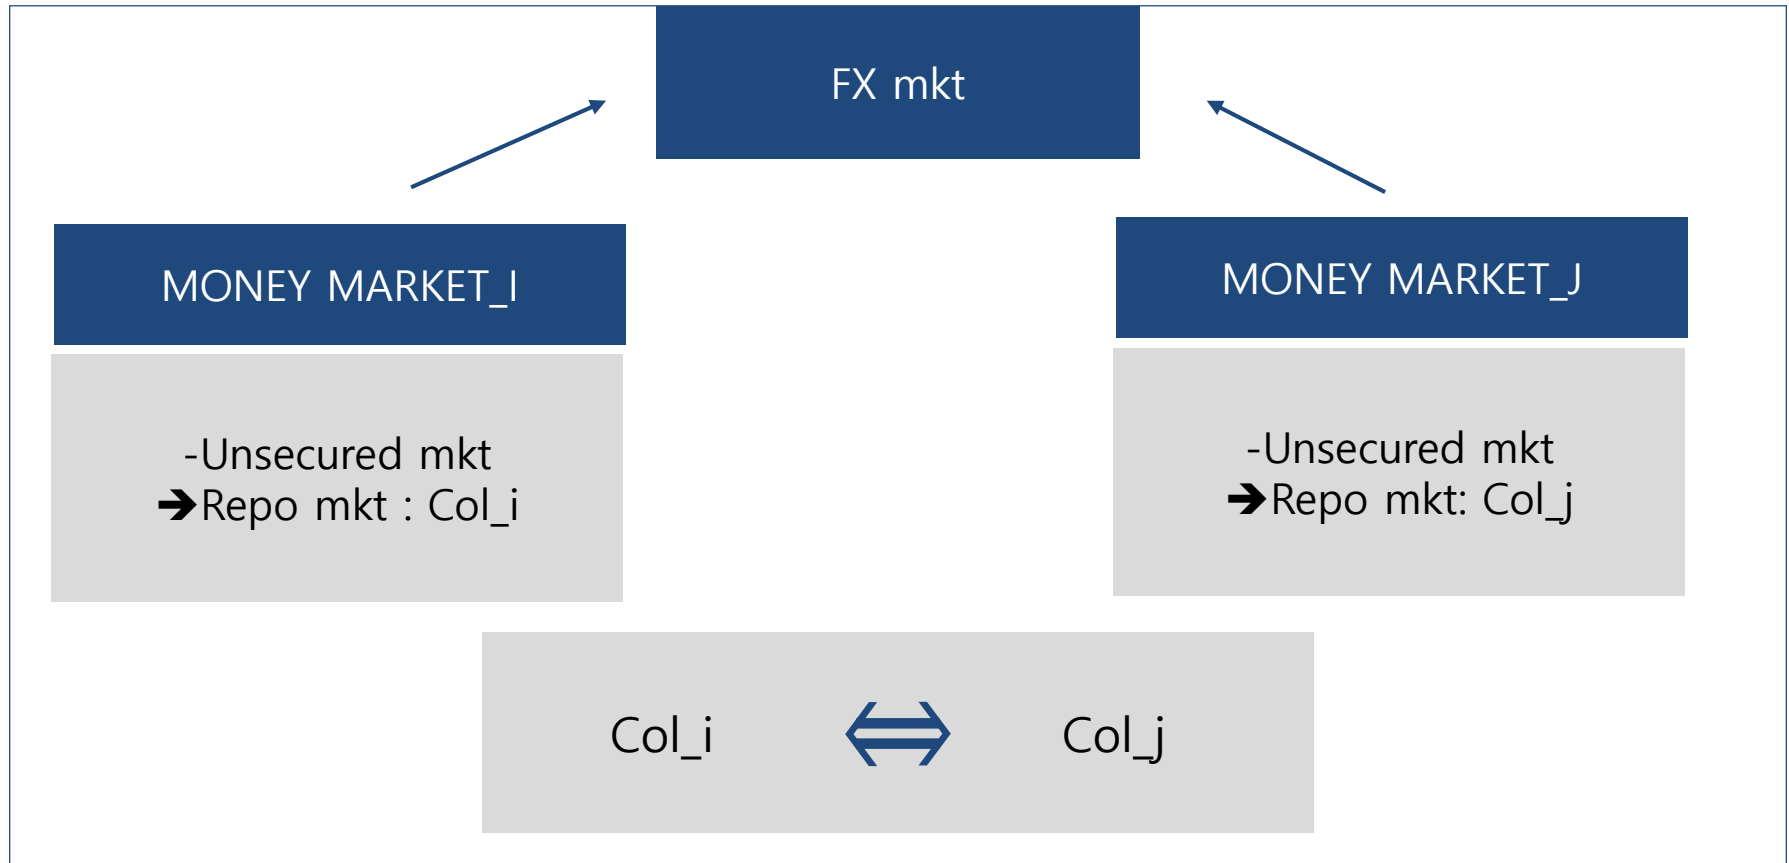 FX mkt
MONEY MARKET_I
-Unsecured mkt
➔Repo mkt : Col_i
MONEY MARKET_J
-Unsecured mkt
➔Repo mkt: Col_j
Col_i
Col_j